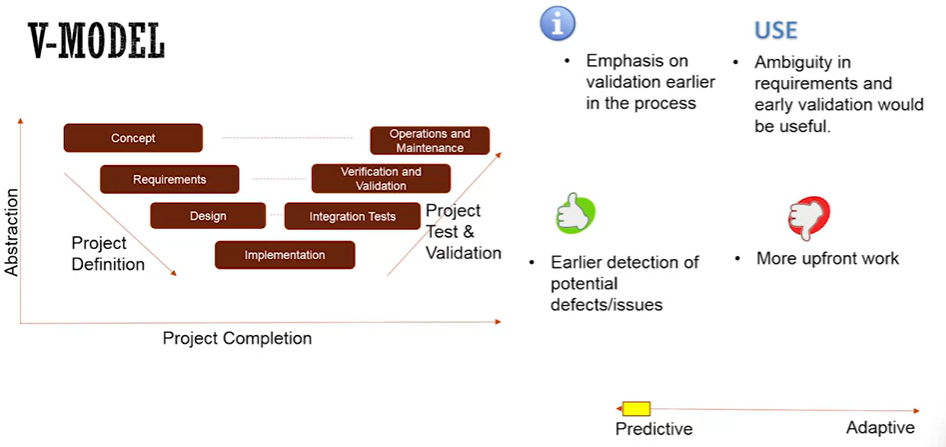 V-MODEL
Abstraction
Concept
Operations and
Maintenance
Requirements
Verification and
Validation
Design
Integration Tests
Implementation
Project
Definition
Project
Test &
Validation
Project Completion
i
• Emphasis on
validation earlier
in the process
USE
• Ambiguity in
requirements and
early validation would
be useful.
• Earlier detection of
potential
defects/issues
• More upfront work
Predictive
Adaptive